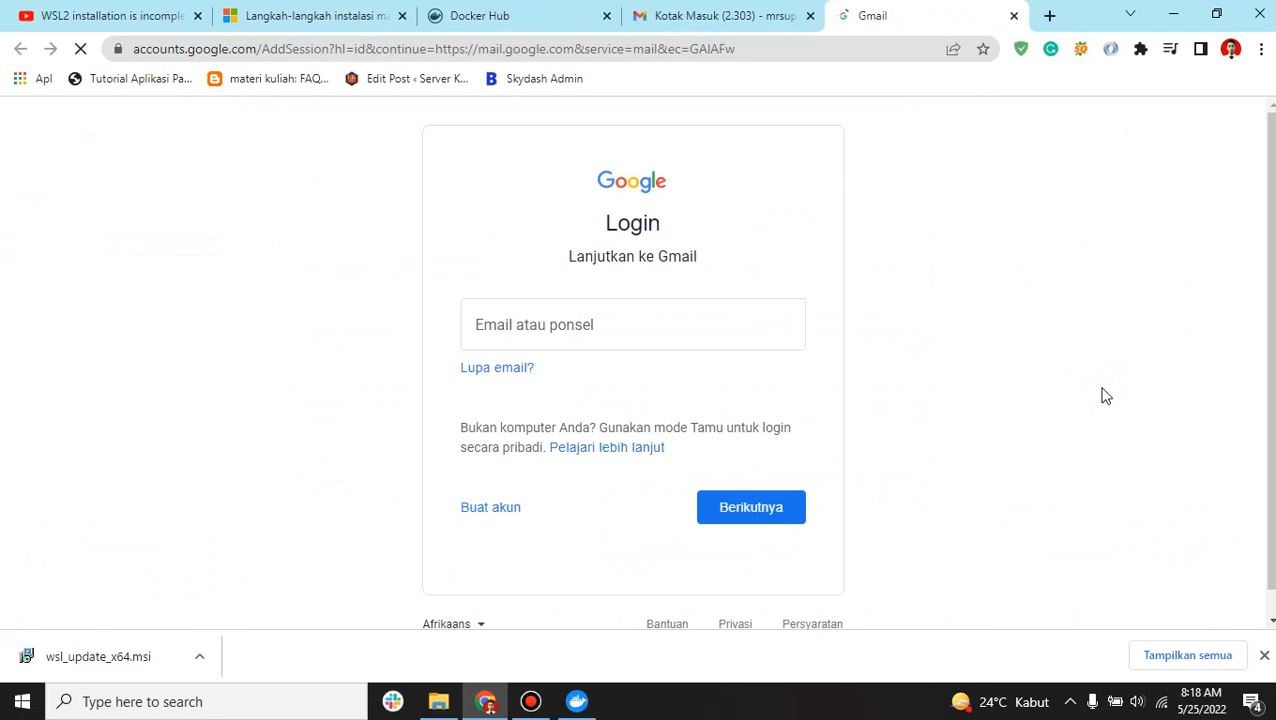 WSL2 installation is incomple
Langkah-langkah instalasi ma
Docker Hub
Kotak Masuk (2.303) - mrsup
Gmail
accounts.google.com/AddSession?hl=id&continue=https://mail.google.com&service=mail&ec=GAlAFw
Apl
Tutorial Aplikasi Pa...
materi kuliah: FAQ...
Edit Post ‹ Server K...
Skydash Admin
Google
Login
Lanjutkan ke Gmail
Email atau ponsel
Lupa email?
Bukan komputer Anda? Gunakan mode Tamu untuk login
secara pribadi. Pelajari lebih lanjut
Buat akun
Berikutnya
Afrikaans
Bantuan
Privasi
Persyaratan
wsl_update_x64.msi
Tampilkan semua
Type here to search
24°C Kabut
8:18 AM
5/25/2022
4